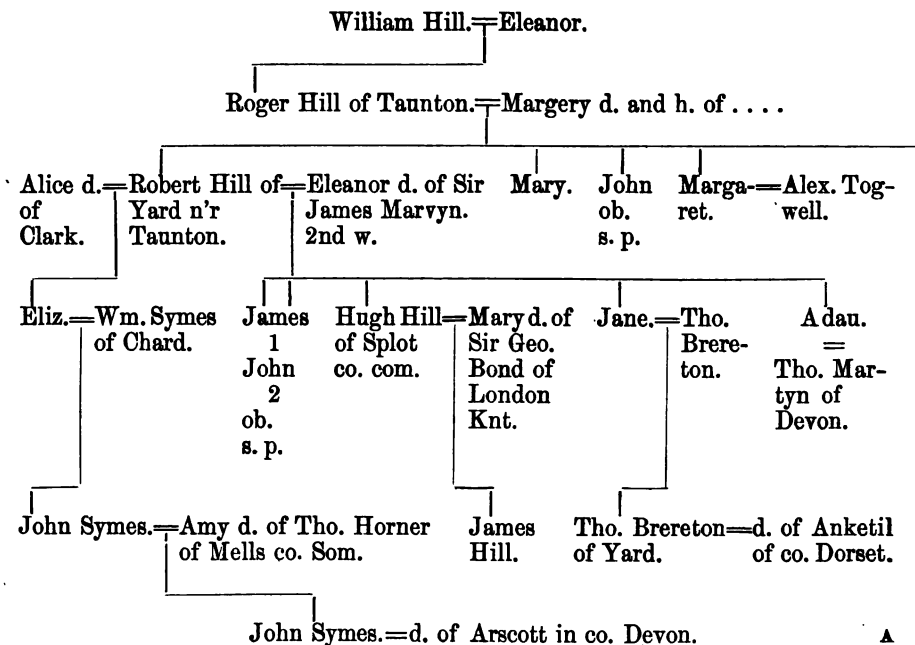 William Hill.=Eleanor.
Roger Hill of Taunton.=Margery d. and h. of . . . .
Alice d.=Robert Hill of=Eleanor d. of Sir Mary. John Marga-=Alex. Tog-
of Yard n'r James Marvyn. ob. ret. well.
Clark. Taunton. 2nd w. s. p.
Eliz.=Wm. Symes James Hugh Hill=Mary d. of Jane.=Tho. Adau.
of Chard. 1 of Splot Sir Geo. Brere- =
John co. com. Bond of ton. Tho. Mar-
2 London tyn of
ob. Knt. Devon.
s. p.
John Symes.=Amy d. of Tho. Horner James Tho. Brereton=d. of Anketil
of Mells co. Som. Hill. of Yard. of co. Dorset.
John Symes.=d. of Arscott in co. Devon. A